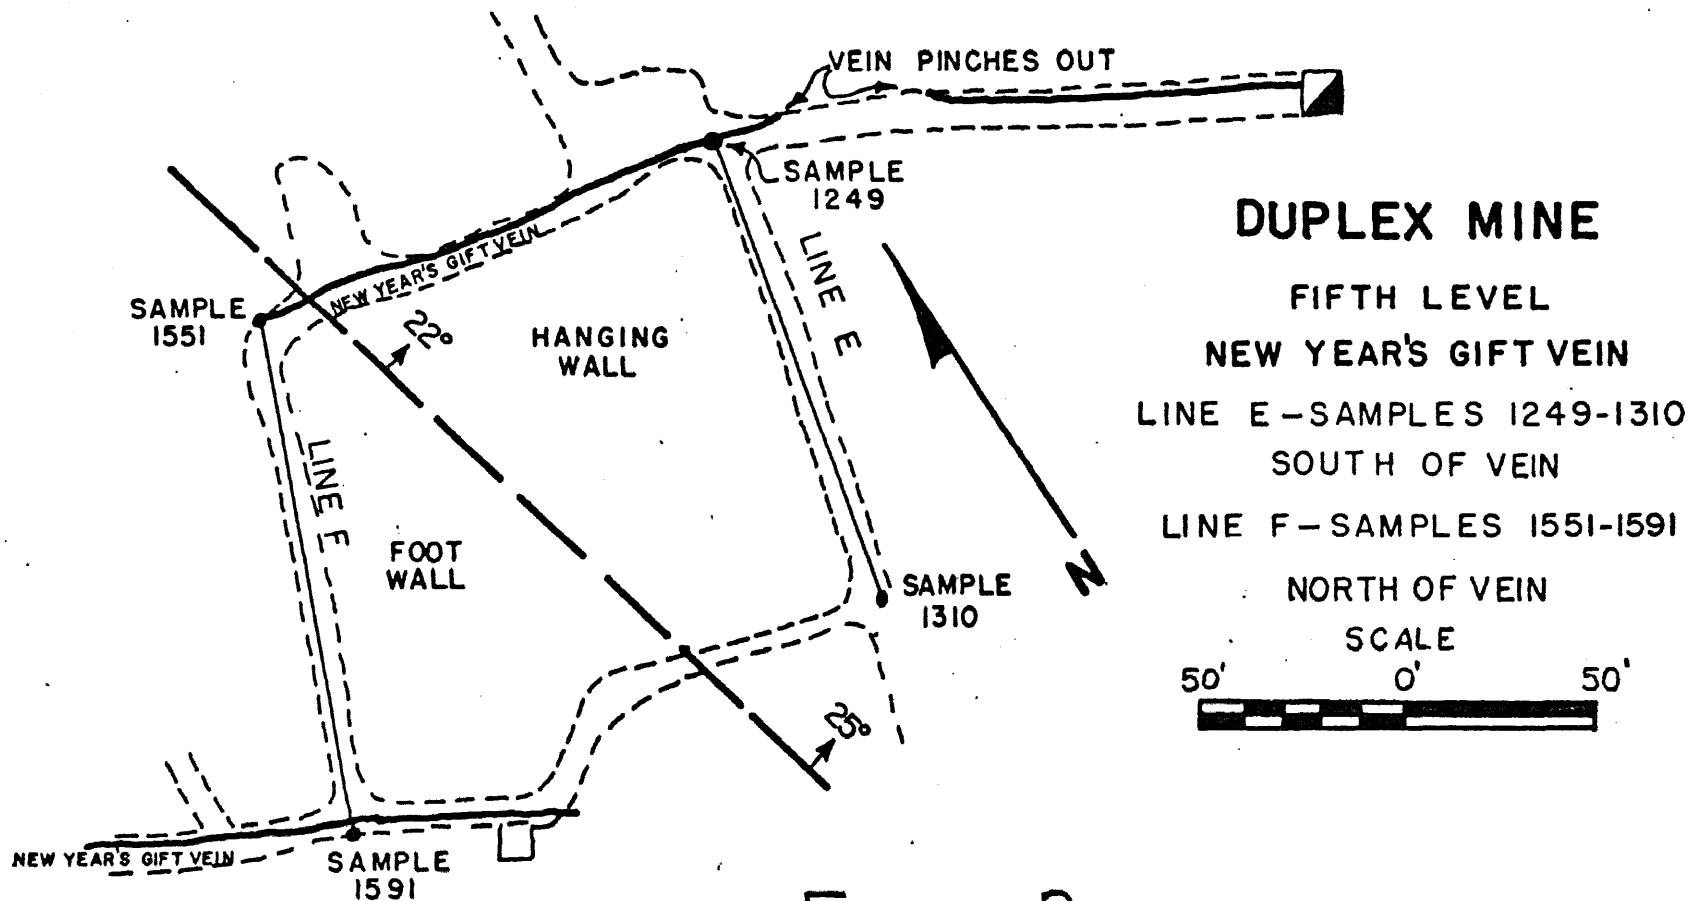 VEIN PINCHES OUT
SAMPLE
1249
NEW YEAR'S GIFT VEIN
SAMPLE
1551
22°
HANGING
WALL
LINE E
LINE F
FOOT
WALL
SAMPLE
1310
25°
NEW YEAR'S GIFT VEIN
SAMPLE
1591
N
DUPLEX MINE
FIFTH LEVEL
NEW YEAR'S GIFT VEIN
LINE E-SAMPLES 1249-1310
SOUTH OF VEIN
LINE F-SAMPLES 1551-1591
NORTH OF VEIN
SCALE
50' 0' 50'